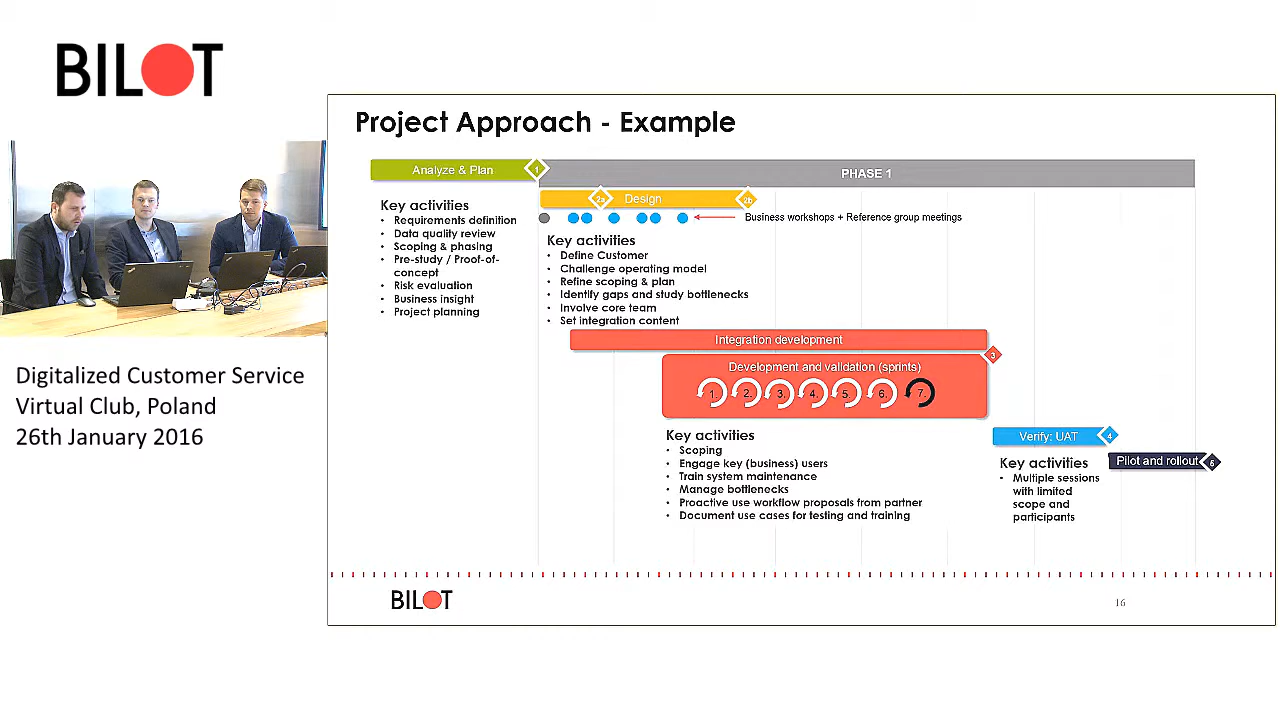 BILOT
Digitalized Customer Service
Virtual Club, Poland
26th January 2016
Project Approach - Example
Analyze & Plan
1
PHASE 1
Key activities
• Requirements definition
• Data quality review
• Scoping & phasing
• Pre-study / Proof-of-
concept
• Risk evaluation
• Business insight
• Project planning
2a
Design
2b
Business workshops + Reference group meetings
Key activities
• Define Customer
• Challenge operating model
• Refine scoping & plan
• Identify gaps and study bottlenecks
• Involve core team
• Set integration content
Integration development
3
Development and validation (sprints)
1. 2. 3. 4. 5. 6. 7.
Key activities
• Scoping
• Engage key (business) users
• Train system maintenance
• Manage bottlenecks
• Proactive use workflow proposals from partner
• Document use cases for testing and training
Verify: UAT
4
Key activities
• Multiple sessions
with limited
scope and
participants
Pilot and rollout
5
BILOT
16